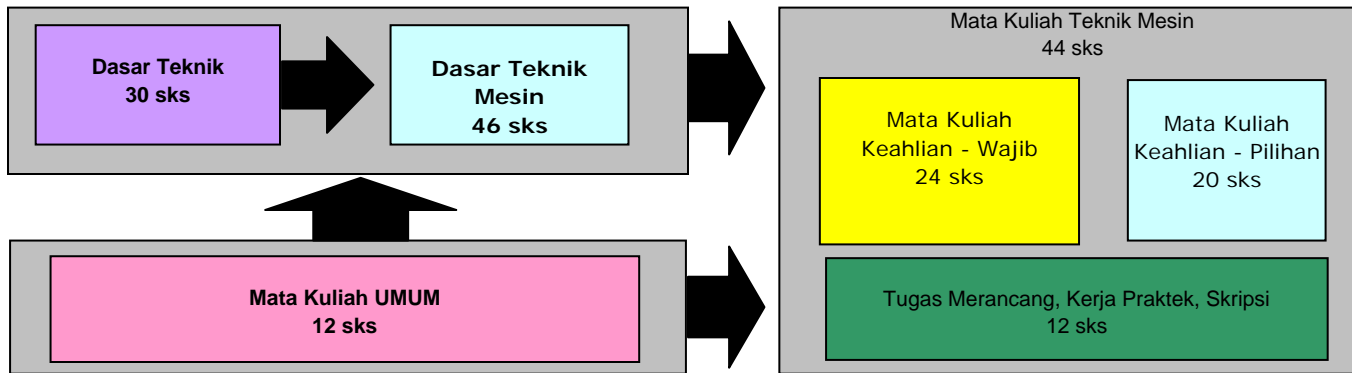 Dasar Teknik
30 sks
Dasar Teknik
Mesin
46 sks
Mata Kuliah UMUM
12 sks
Mata Kuliah Teknik Mesin
44 sks
Mata Kuliah
Keahlian - Wajib
24 sks
Mata Kuliah
Keahlian - Pilihan
20 sks
Tugas Merancang, Kerja Praktek, Skripsi
12 sks